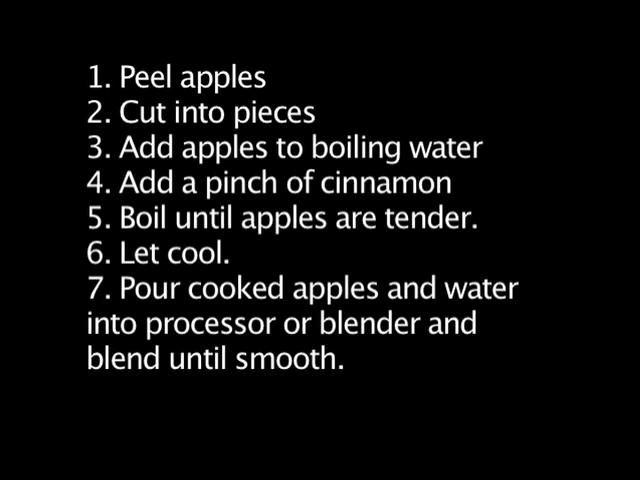 1. Peel apples
2. Cut into pieces
3. Add apples to boiling water
4. Add a pinch of cinnamon
5. Boil until apples are tender.
6. Let cool.
7. Pour cooked apples and water
into processor or blender and
blend until smooth.